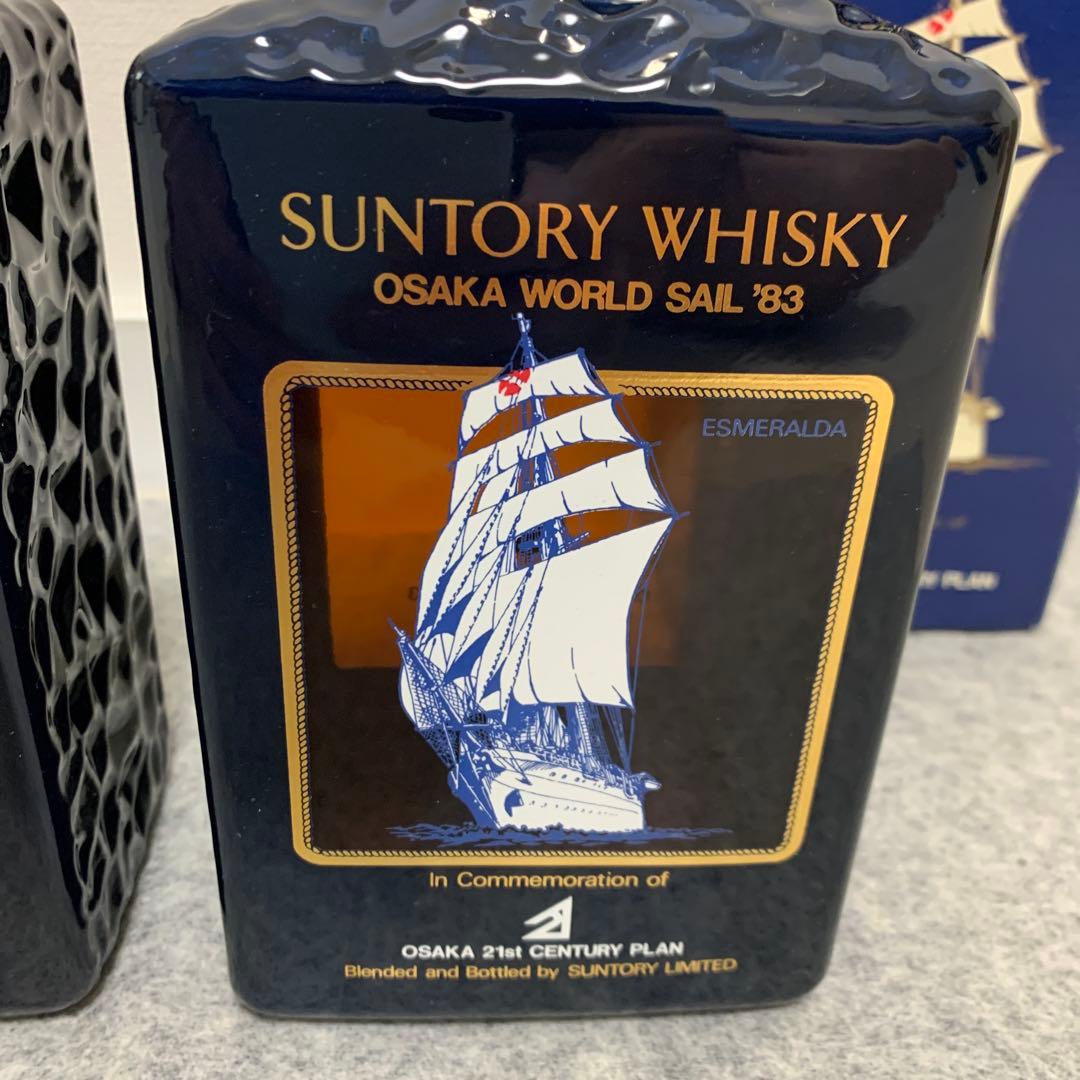 SUNTORY WHISKY
OSAKA WORLD SAIL '83
ESMERALDA
In Commemoration of
OSAKA 21st CENTURY PLAN
Blended and Bottled by SUNTORY LIMITED
PLAN